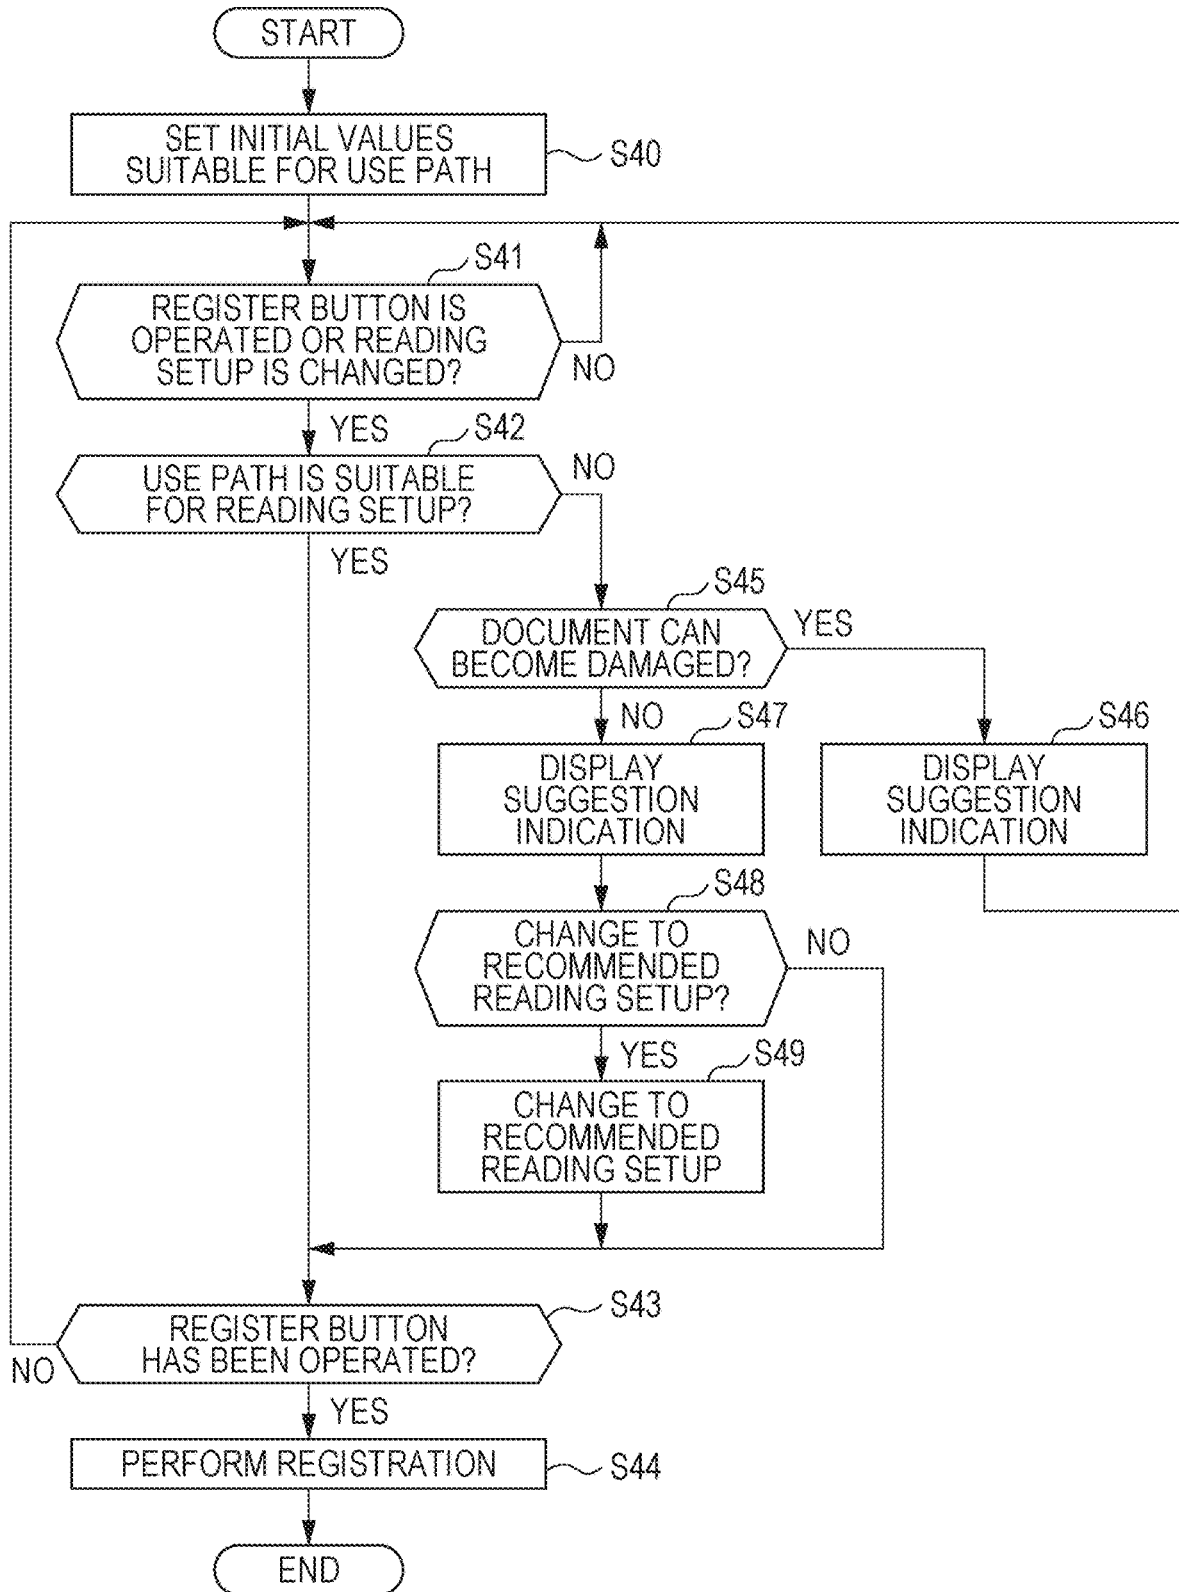 START
SET INITIAL VALUES
SUITABLE FOR USE PATH
S40
S41
REGISTER BUTTON IS
OPERATED OR READING
SETUP IS CHANGED?
NO
YES
S42
USE PATH IS SUITABLE
FOR READING SETUP?
NO
YES
S45
DOCUMENT CAN
BECOME DAMAGED?
YES
NO
S47
DISPLAY
SUGGESTION
INDICATION
S46
DISPLAY
SUGGESTION
INDICATION
S48
CHANGE TO
RECOMMENDED
READING SETUP?
NO
YES
S49
CHANGE TO
RECOMMENDED
READING SETUP
S43
REGISTER BUTTON
HAS BEEN OPERATED?
NO
YES
PERFORM REGISTRATION
S44
END